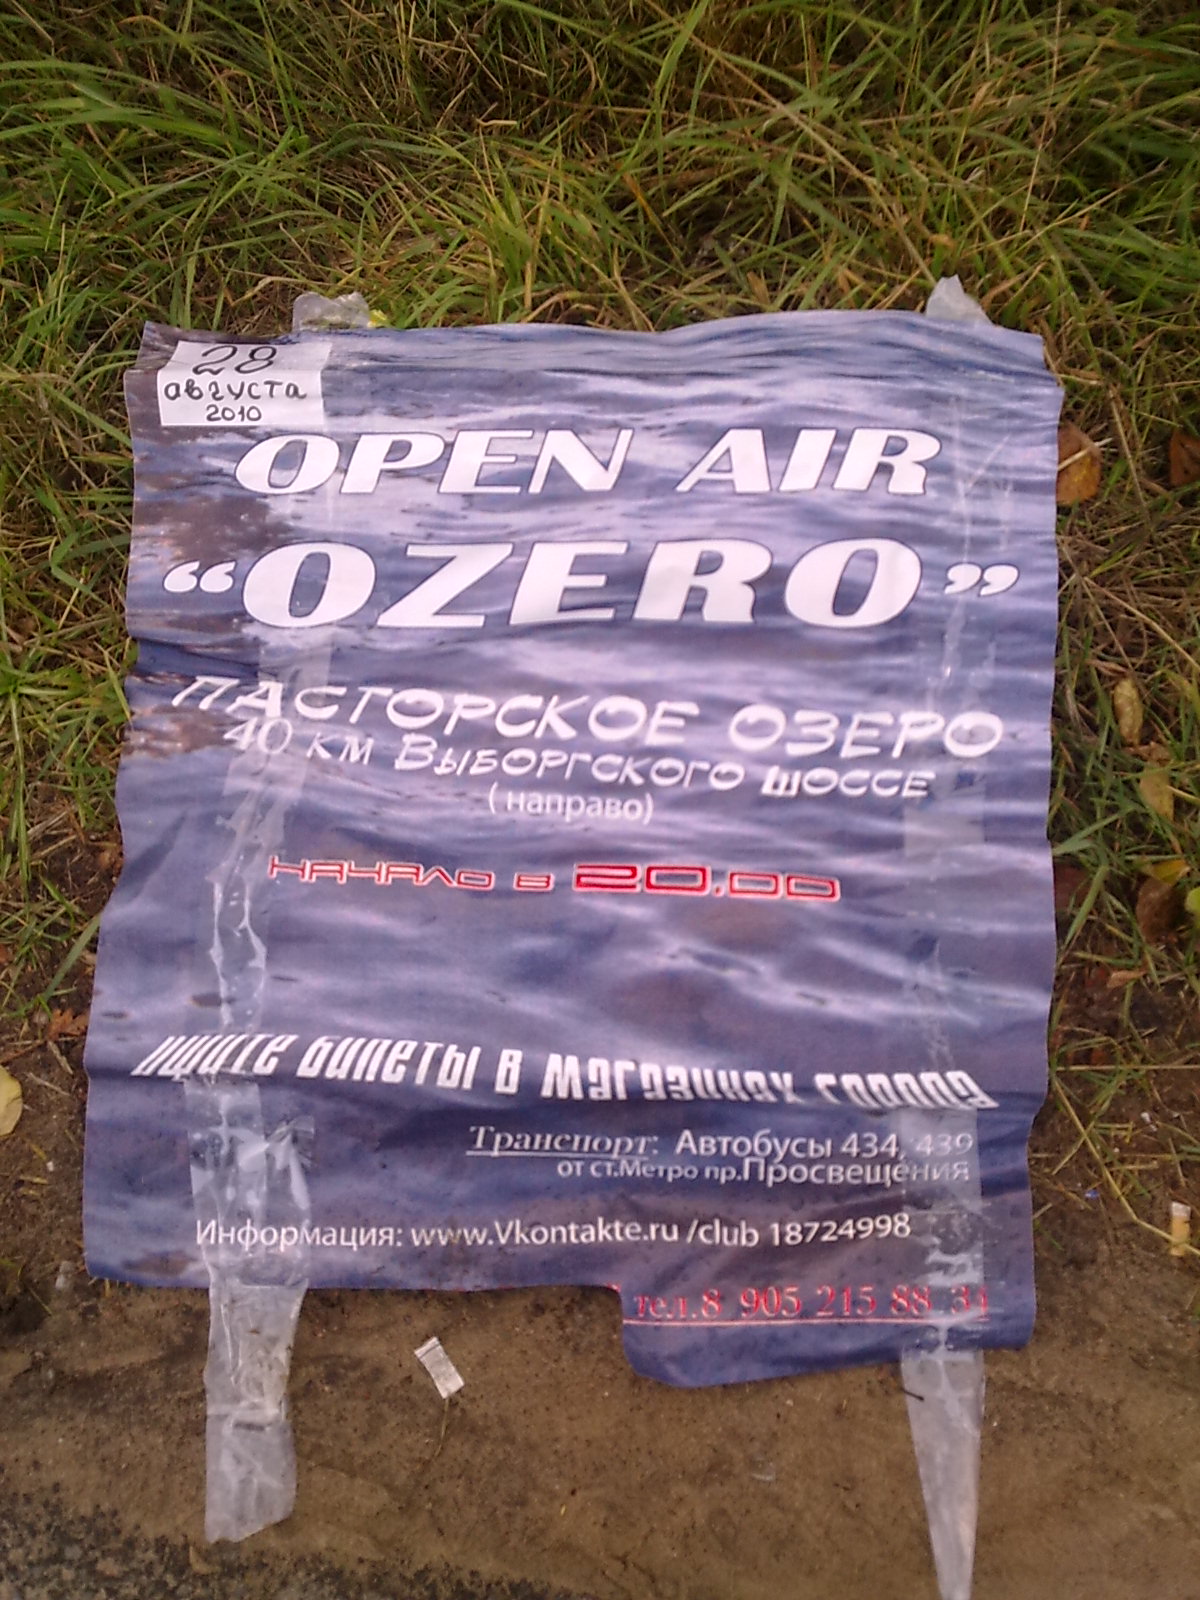 28
августа
2010
OPEN AIR
“OZERO”
ПАСТОРСКОЕ ОЗЕРО
40 км Выборгского шоссе
(направо)
начало в 20.00
ищите билеты в магазинах города
Транспорт: Автобусы 434, 439
от ст.Метро пр.Просвещения
Информация: www.Vkontakte.ru /club 18724998
тел.8 905 215 88 34